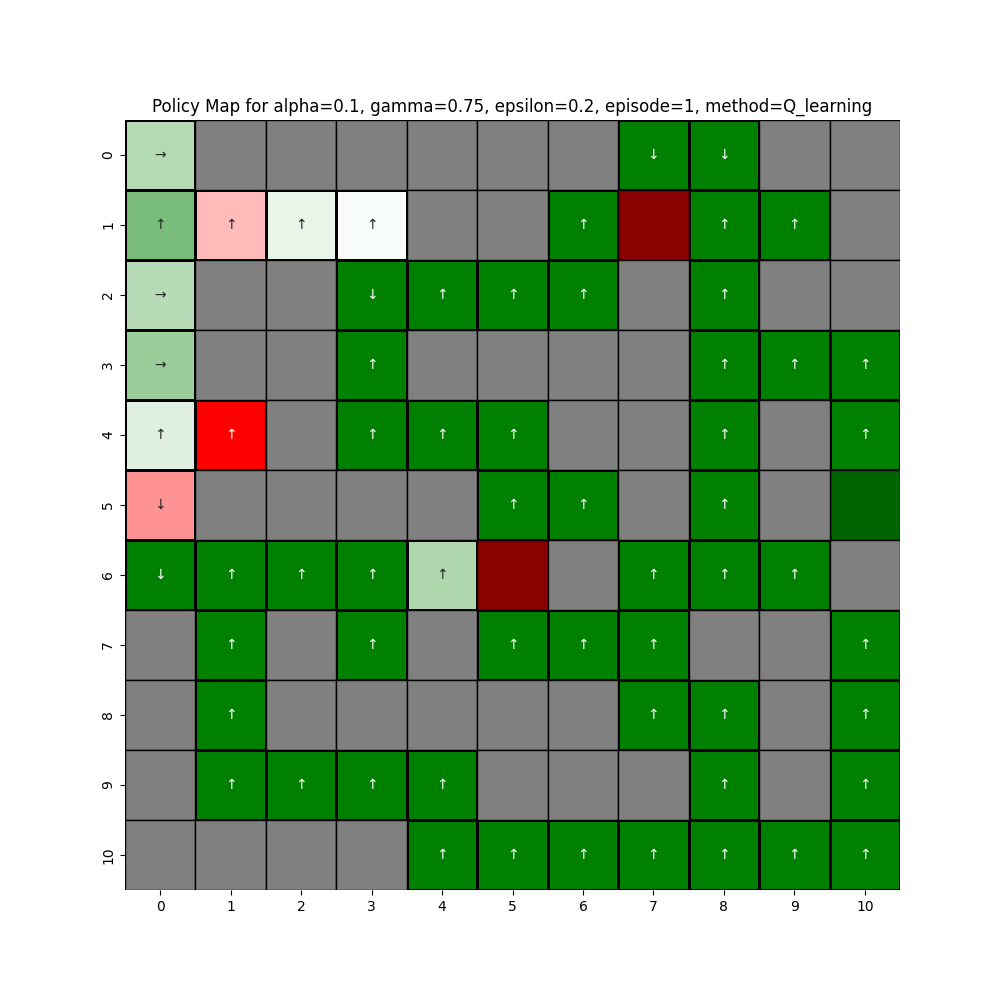 Policy Map for alpha=0.1, gamma=0.75, epsilon=0.2, episode=1, method=Q_learning
0 → ↓ ↓
1 ↑ ↑ ↑ ↑ ↑ ↑ ↑
2 → ↓ ↑ ↑ ↑ ↑
3 → ↑ ↑ ↑ ↑
4 ↑ ↑ ↑ ↑ ↑ ↑ ↑
5 ↓ ↑ ↑ ↑
6 ↓ ↑ ↑ ↑ ↑ ↑ ↑ ↑
7 ↑ ↑ ↑ ↑ ↑ ↑
8 ↑ ↑ ↑ ↑
9 ↑ ↑ ↑ ↑ ↑ ↑
10 ↑ ↑ ↑ ↑ ↑ ↑ ↑
0 1 2 3 4 5 6 7 8 9 10